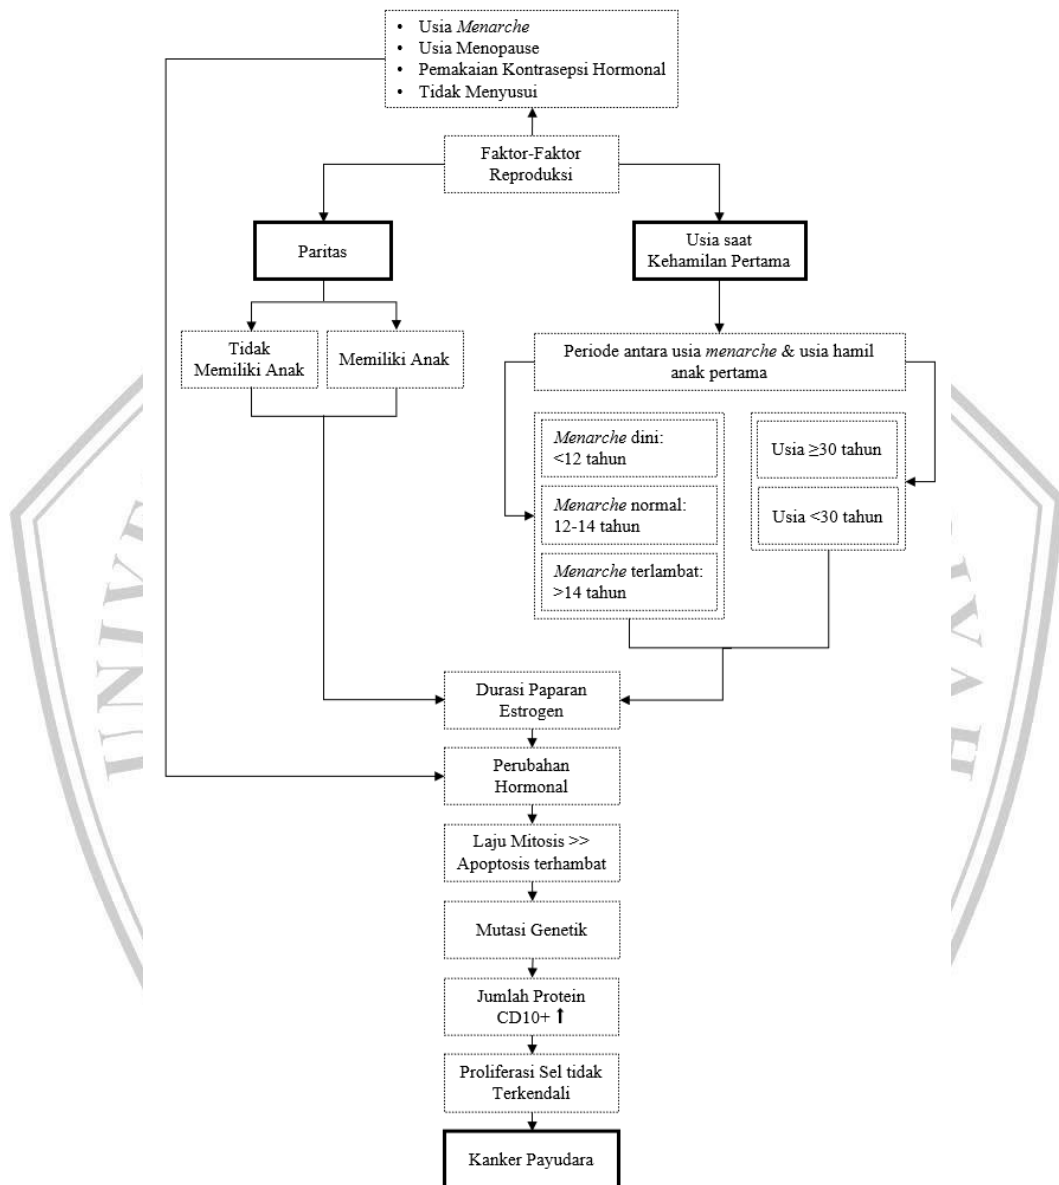 • Usia Menarche
• Usia Menopause
• Pemakaian Kontrasepsi Hormonal
• Tidak Menyusui
Faktor-Faktor
Reproduksi
Paritas
Usia saat
Kehamilan Pertama
Tidak
Memiliki Anak
Memiliki Anak
Periode antara usia menarche & usia hamil
anak pertama
Menarche dini:
<12 tahun
Menarche normal:
12-14 tahun
Menarche terlambat:
>14 tahun
Usia ≥30 tahun
Usia <30 tahun
Durasi Paparan
Estrogen
Perubahan
Hormonal
Laju Mitosis >>
Apoptosis terhambat
Mutasi Genetik
Jumlah Protein
CD10+ ⬆
Proliferasi Sel tidak
Terkendali
Kanker Payudara